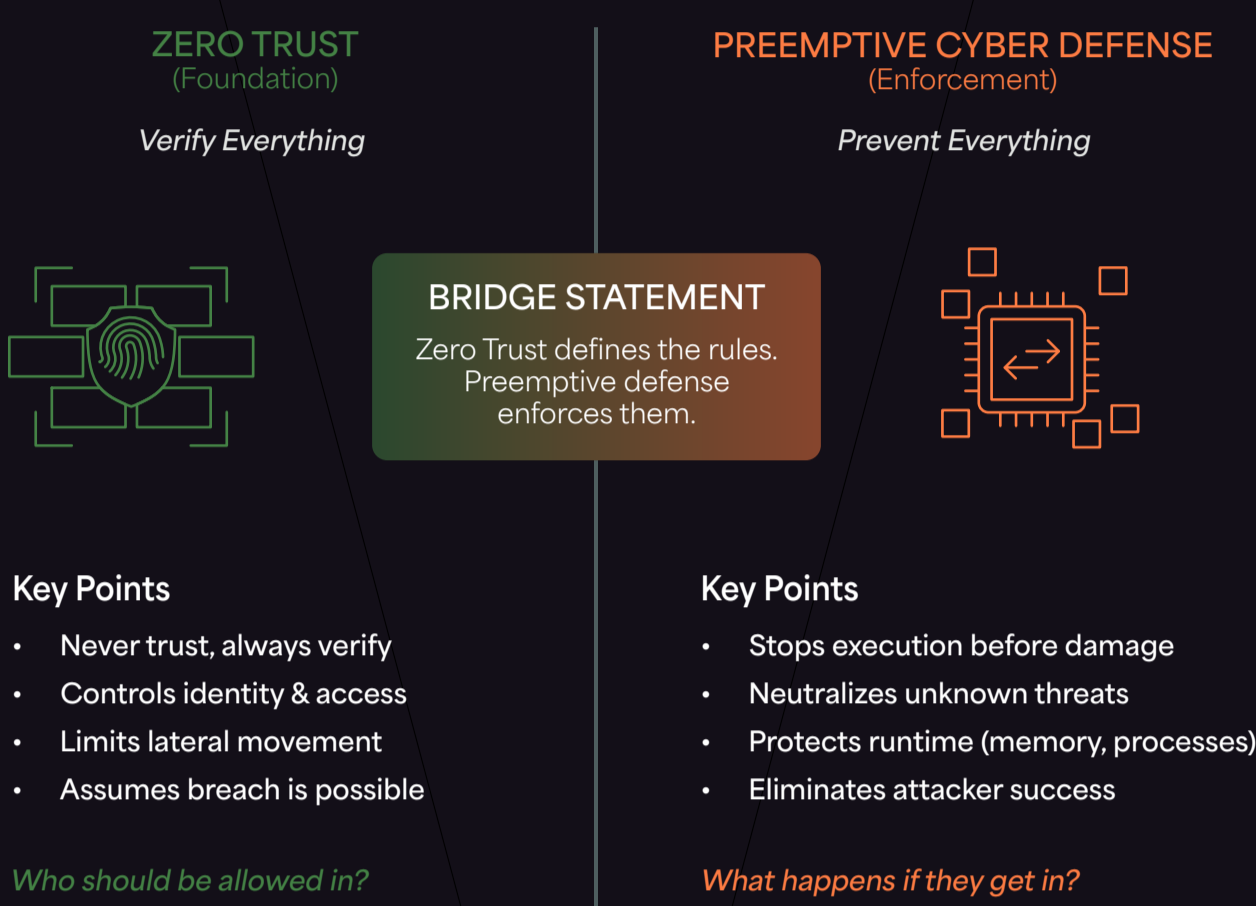 ZERO TRUST
(Foundation)
Verify Everything
PREEMPTIVE CYBER DEFENSE
(Enforcement)
Prevent Everything
BRIDGE STATEMENT
Zero Trust defines the rules.
Preemptive defense
enforces them.
Key Points
• Never trust, always verify
• Controls identity & access
• Limits lateral movement
• Assumes breach is possible
Who should be allowed in?
Key Points
• Stops execution before damage
• Neutralizes unknown threats
• Protects runtime (memory, processes)
• Eliminates attacker success
What happens if they get in?